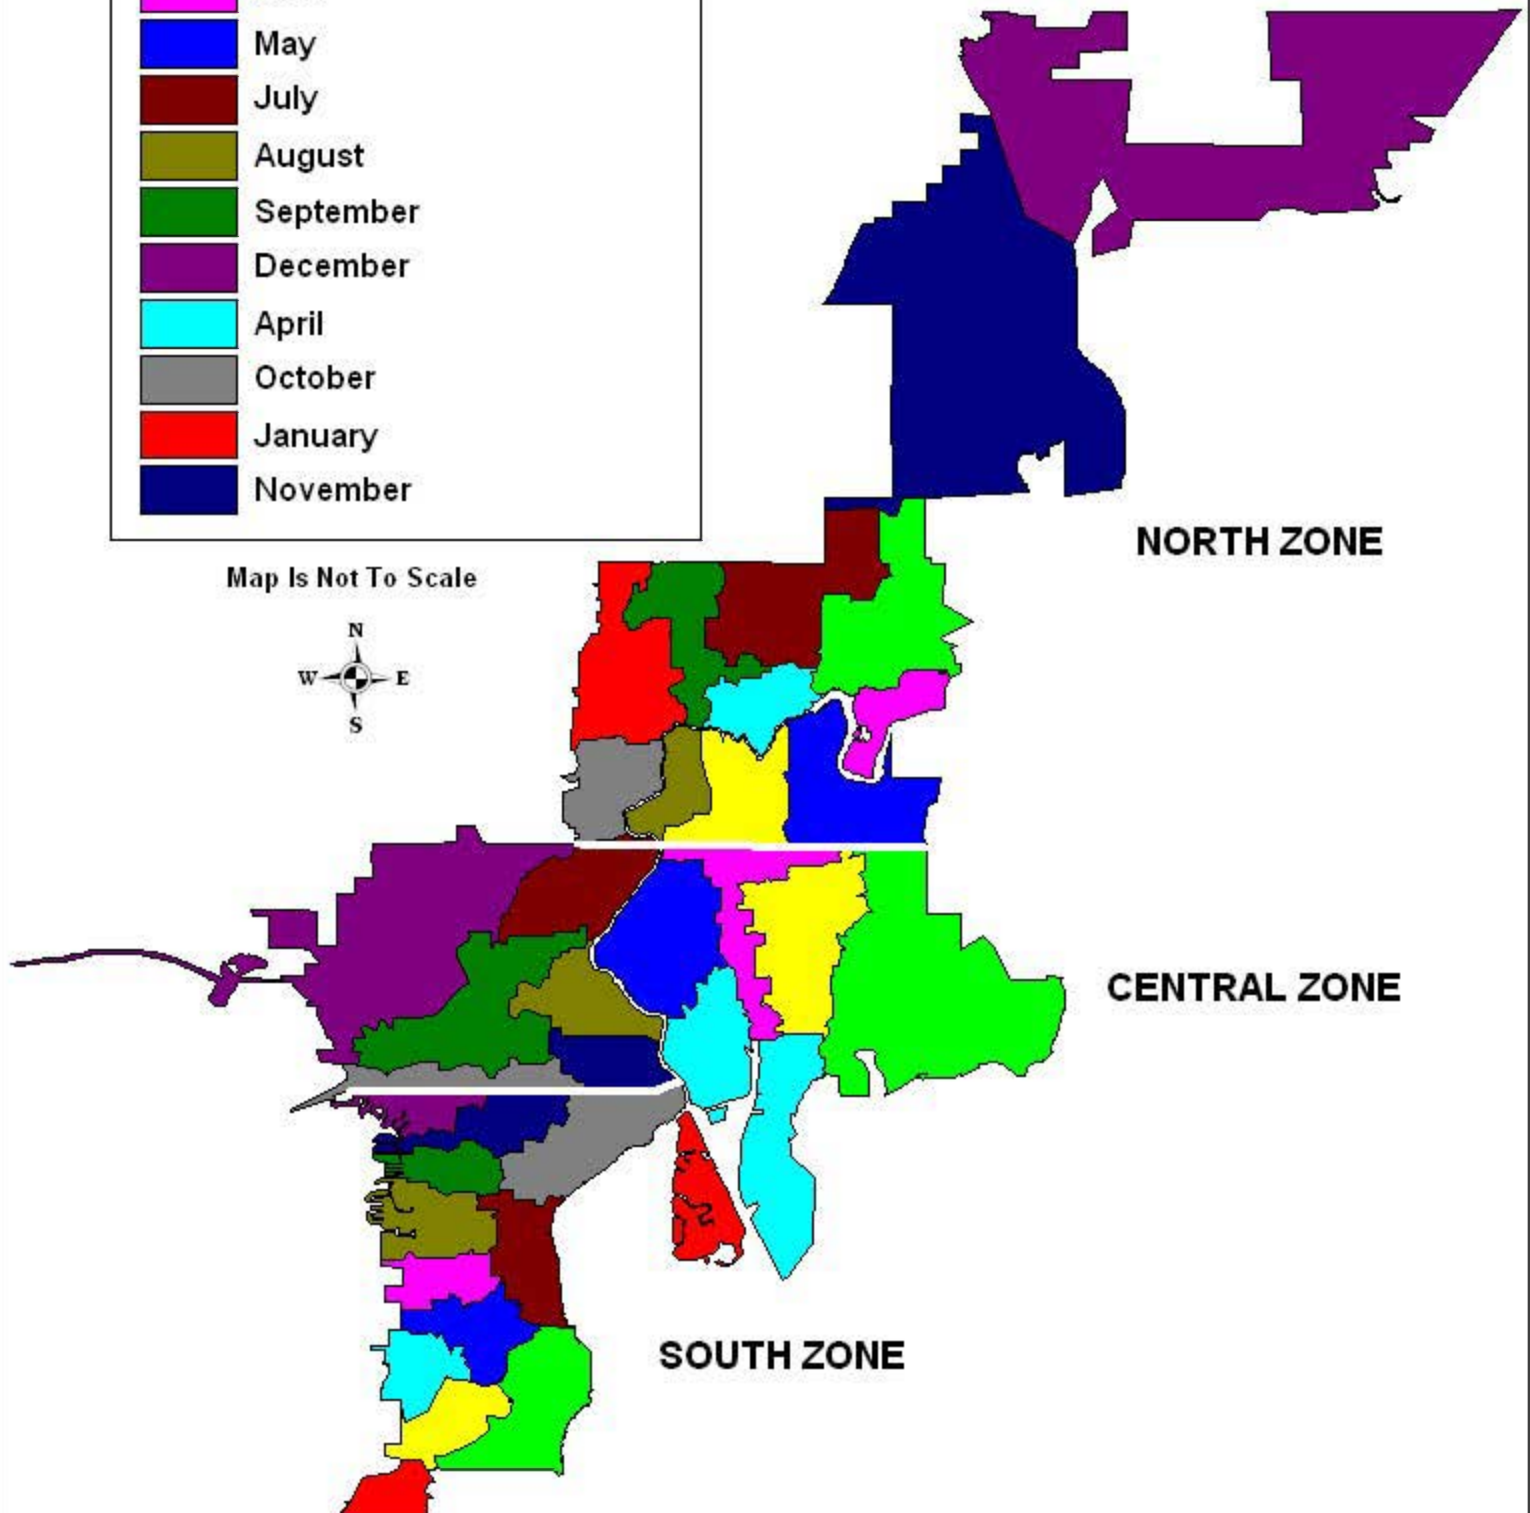 May
July
August
September
December
April
October
January
November
NORTH ZONE
Map Is Not To Scale
N
W
E
S
CENTRAL ZONE
SOUTH ZONE